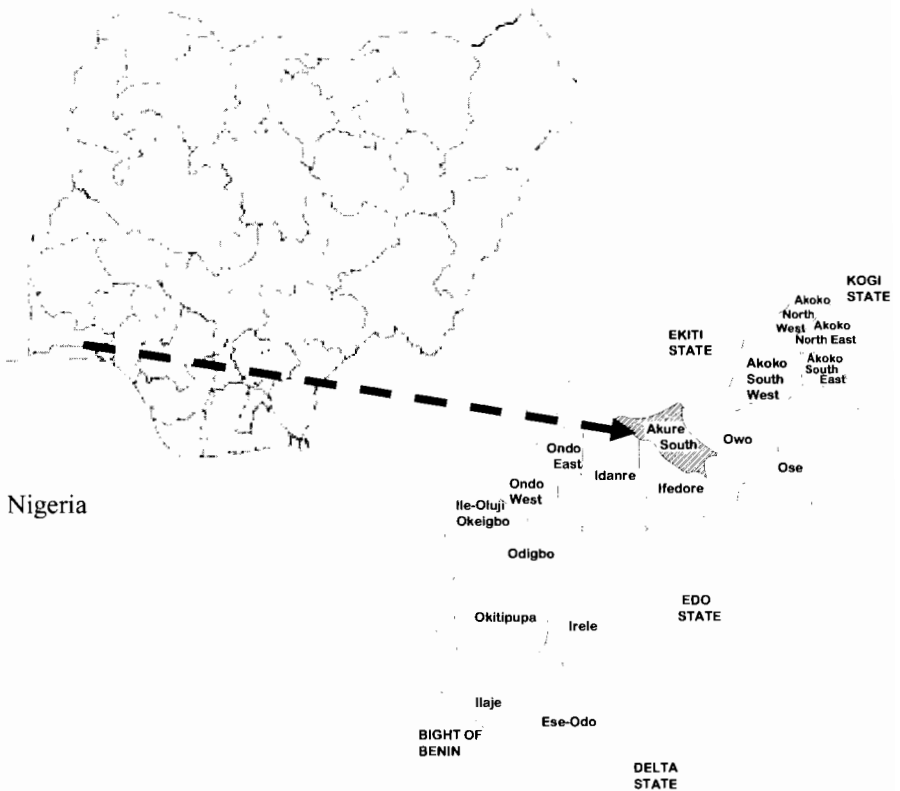 KOGI
STATE
Akoko
North
West
Akoko
North East
EKITI
STATE
Akoko
South
East
Akoko
South
West
Akure
South
Owo
Ondo
East
Idanre
Ose
Ifedore
Ondo
West
Ile-Oluji
Okeigbo
Nigeria
Odigbo
EDO
STATE
Okitipupa
Irele
Ilaje
Ese-Odo
BIGHT OF
BENIN
DELTA
STATE